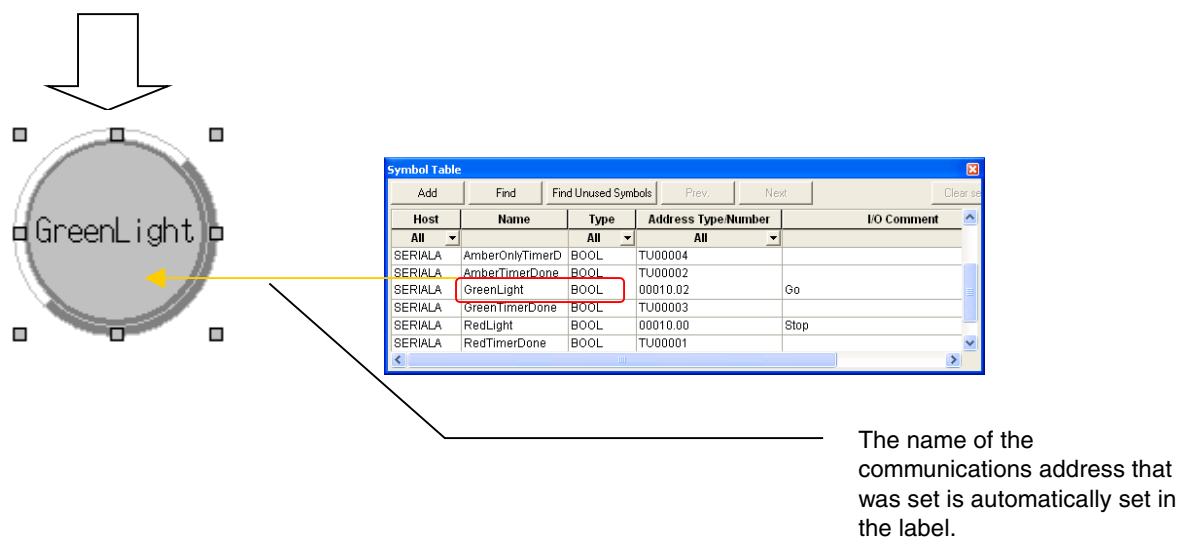 GreenLight
Symbol Table
Add Find Find Unused Symbols Prev. Next Clear se
Host Name Type Address Type/Number I/O Comment
All All All
SERIALA AmberOnlyTimerD BOOL TU00004
SERIALA AmberTimerDone BOOL TU00002
SERIALA GreenLight BOOL 00010.02 Go
SERIALA GreenTimerDone BOOL TU00003
SERIALA RedLight BOOL 00010.00 Stop
SERIALA RedTimerDone BOOL TU00001
The name of the
communications address that
was set is automatically set in
the label.